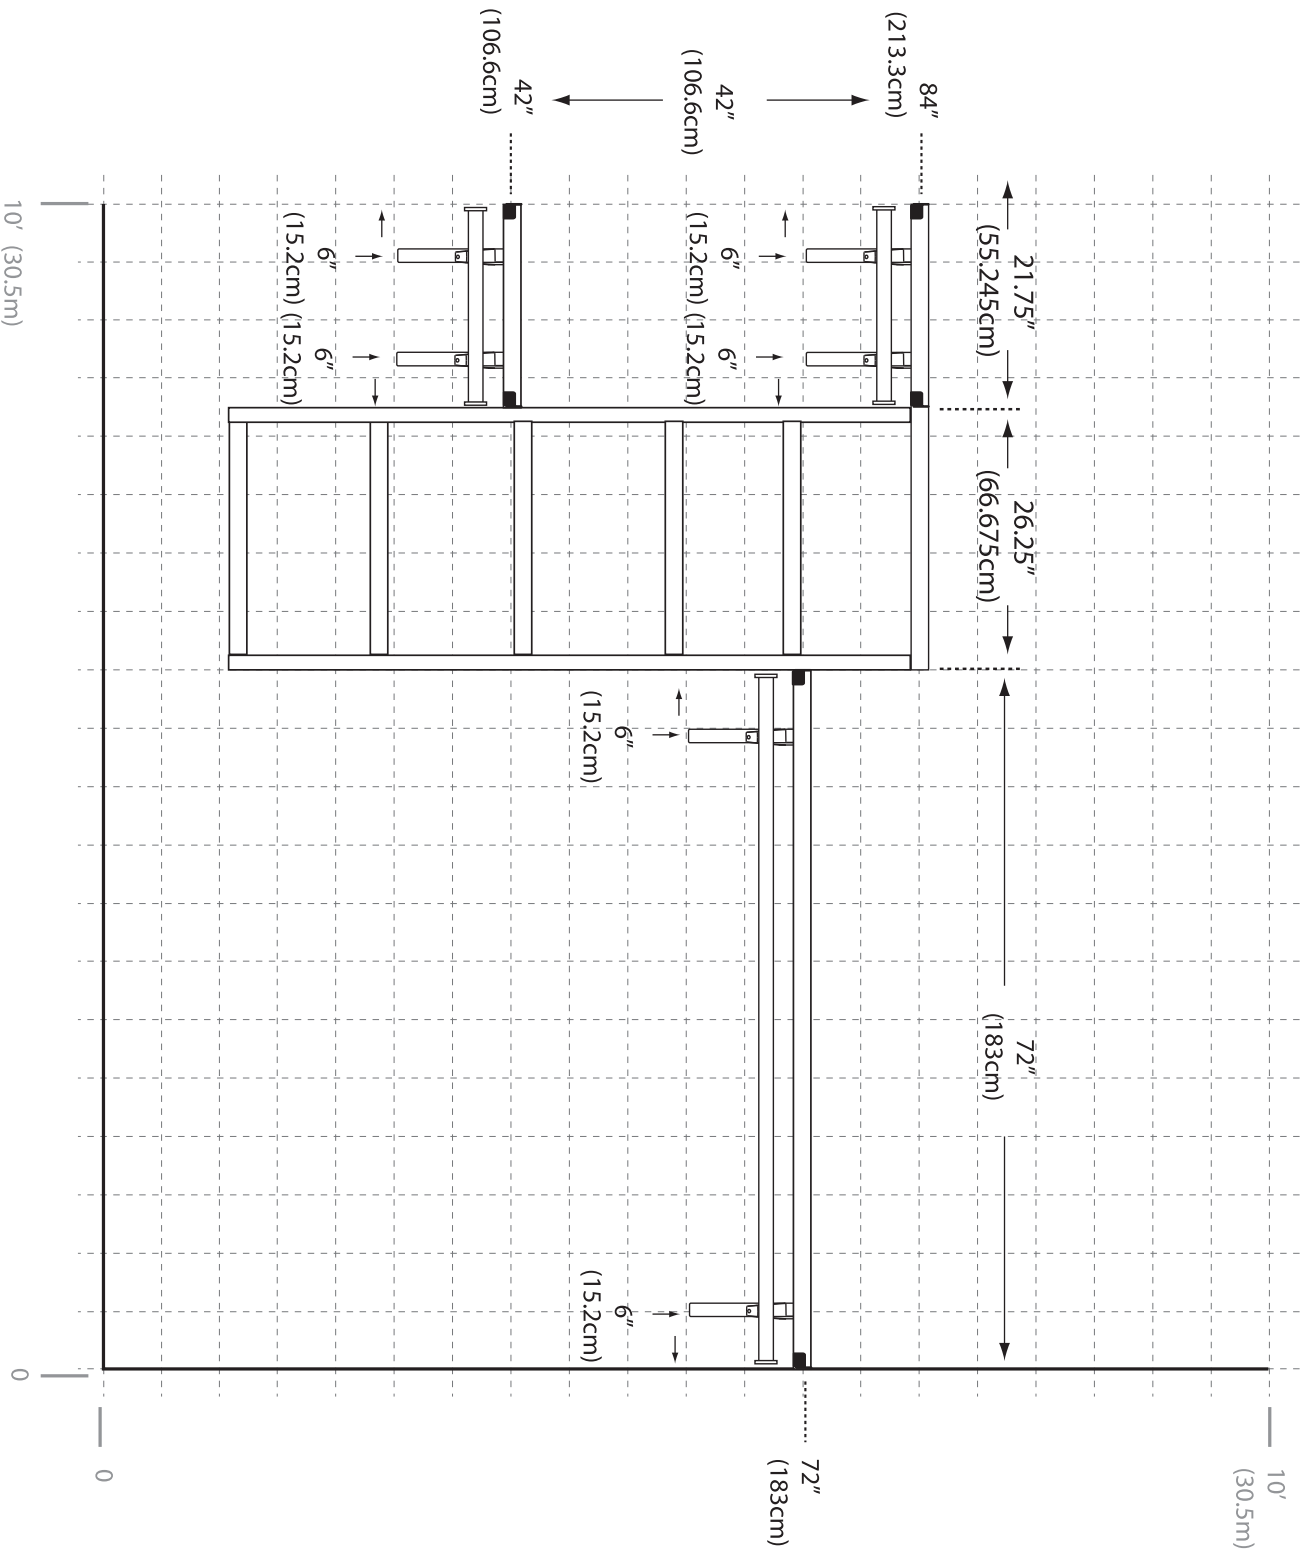 84”
(213.3cm)
42”
(106.6cm)
42”
(106.6cm)
21.75”
(55.245cm)
26.25”
(66.675cm)
72”
(183cm)
6”
(15.2cm)
6”
(15.2cm)
6”
(15.2cm)
6”
(15.2cm)
6”
(15.2cm)
6”
(15.2cm)
72”
(183cm)
10’ (30.5m)
0
0
10’
(30.5m)